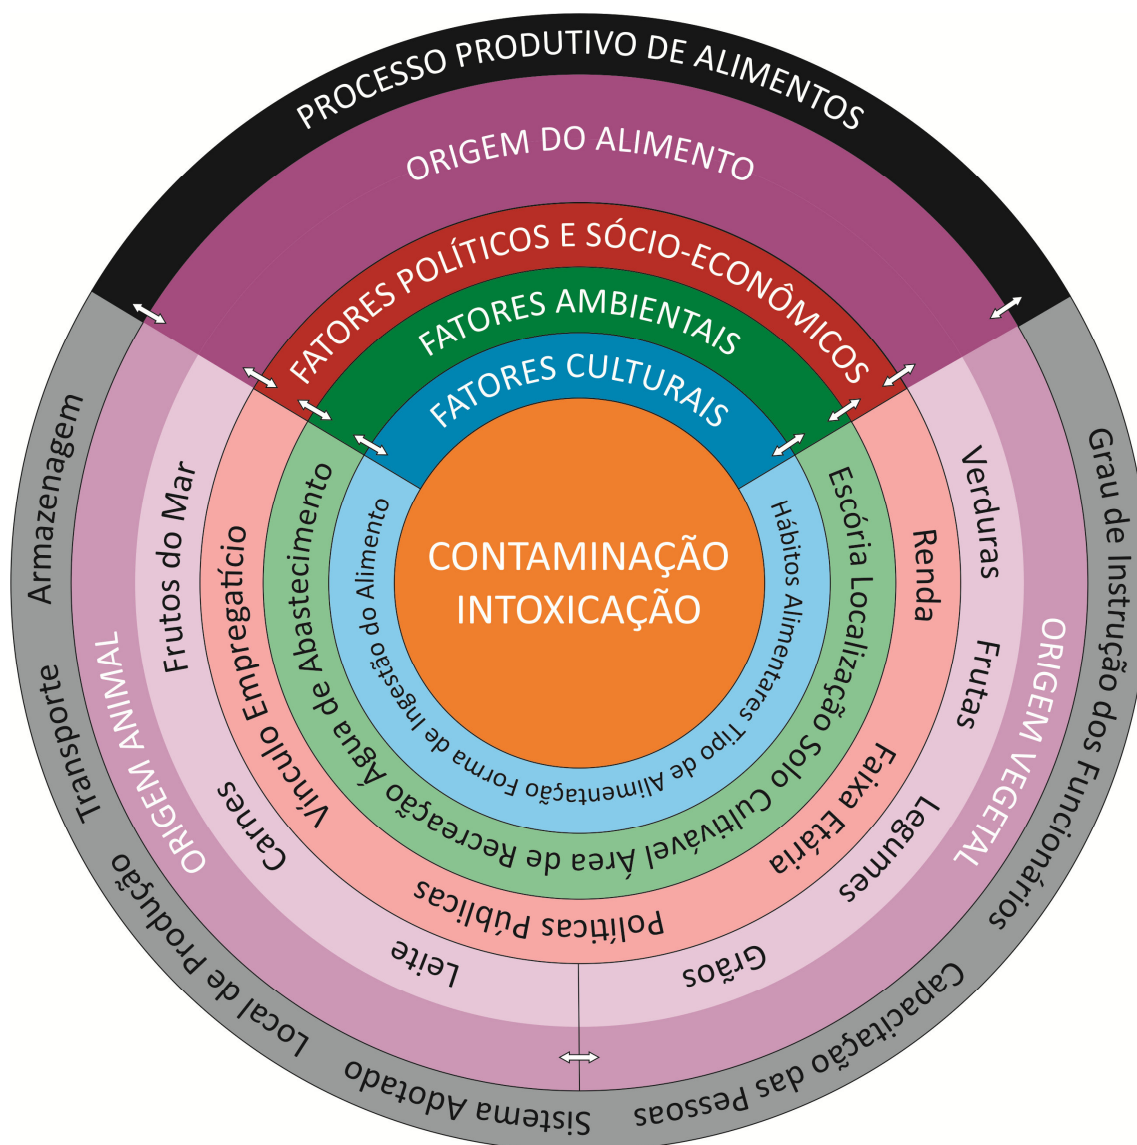 PROCESSO PRODUTIVO DE ALIMENTOS
ORIGEM DO ALIMENTO
FATORES POLÍTICOS E SÓCIO-ECONÔMICOS
FATORES AMBIENTAIS
FATORES CULTURAIS
CONTAMINAÇÃO
INTOXICAÇÃO
Hábitos Alimentares Tipo de Alimentação Forma de Ingestão do Alimento
Escória Localização Solo Cultivável Área de Recreação Água de Abastecimento
Renda
Faixa Etária
Políticas Públicas
Vínculo Empregatício
Verduras
Frutas
Legumes
Grãos
Leite
Carnes
Frutos do Mar
ORIGEM VEGETAL
ORIGEM ANIMAL
Grau de Instrução dos Funcionários
Capacitação das Pessoas
Sistema Adotado
Local de Produção
Transporte
Armazenagem